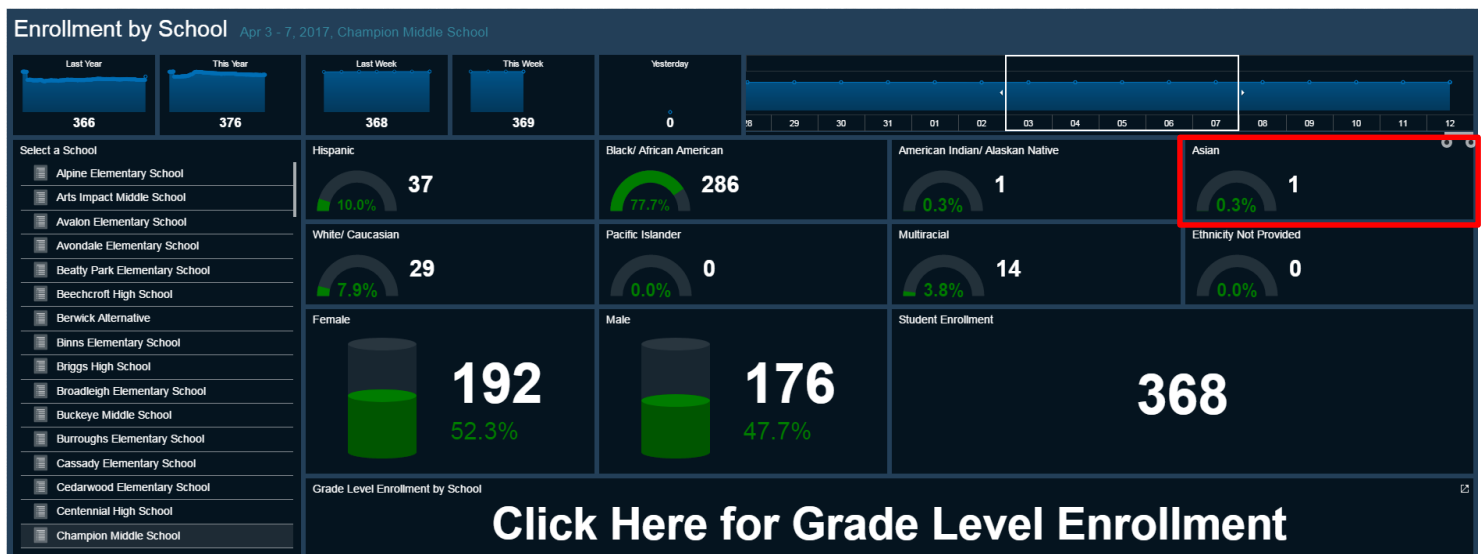 Enrollment by School Apr 3 - 7, 2017, Champion Middle School
Last Year
This Year
Last Week
This Week
Yesterday
366
376
368
369
0
29 30 31 01 02 03 04 05 06 07 08 09 10 11 12
Select a School
Alpine Elementary School
Arts Impact Middle School
Avalon Elementary School
Avondale Elementary School
Beatty Park Elementary School
Beechcroft High School
Berwick Alternative
Binns Elementary School
Briggs High School
Broadleigh Elementary School
Buckeye Middle School
Burroughs Elementary School
Cassady Elementary School
Cedarwood Elementary School
Centennial High School
Champion Middle School
Hispanic
37
10.0%
Black/ African American
286
77.7%
American Indian/ Alaskan Native
1
0.3%
Asian
1
0.3%
White/ Caucasian
29
7.9%
Pacific Islander
0
0.0%
Multiracial
14
3.8%
Ethnicity Not Provided
0
0.0%
Female
192
52.3%
Male
176
47.7%
Student Enrollment
368
Grade Level Enrollment by School
Click Here for Grade Level Enrollment